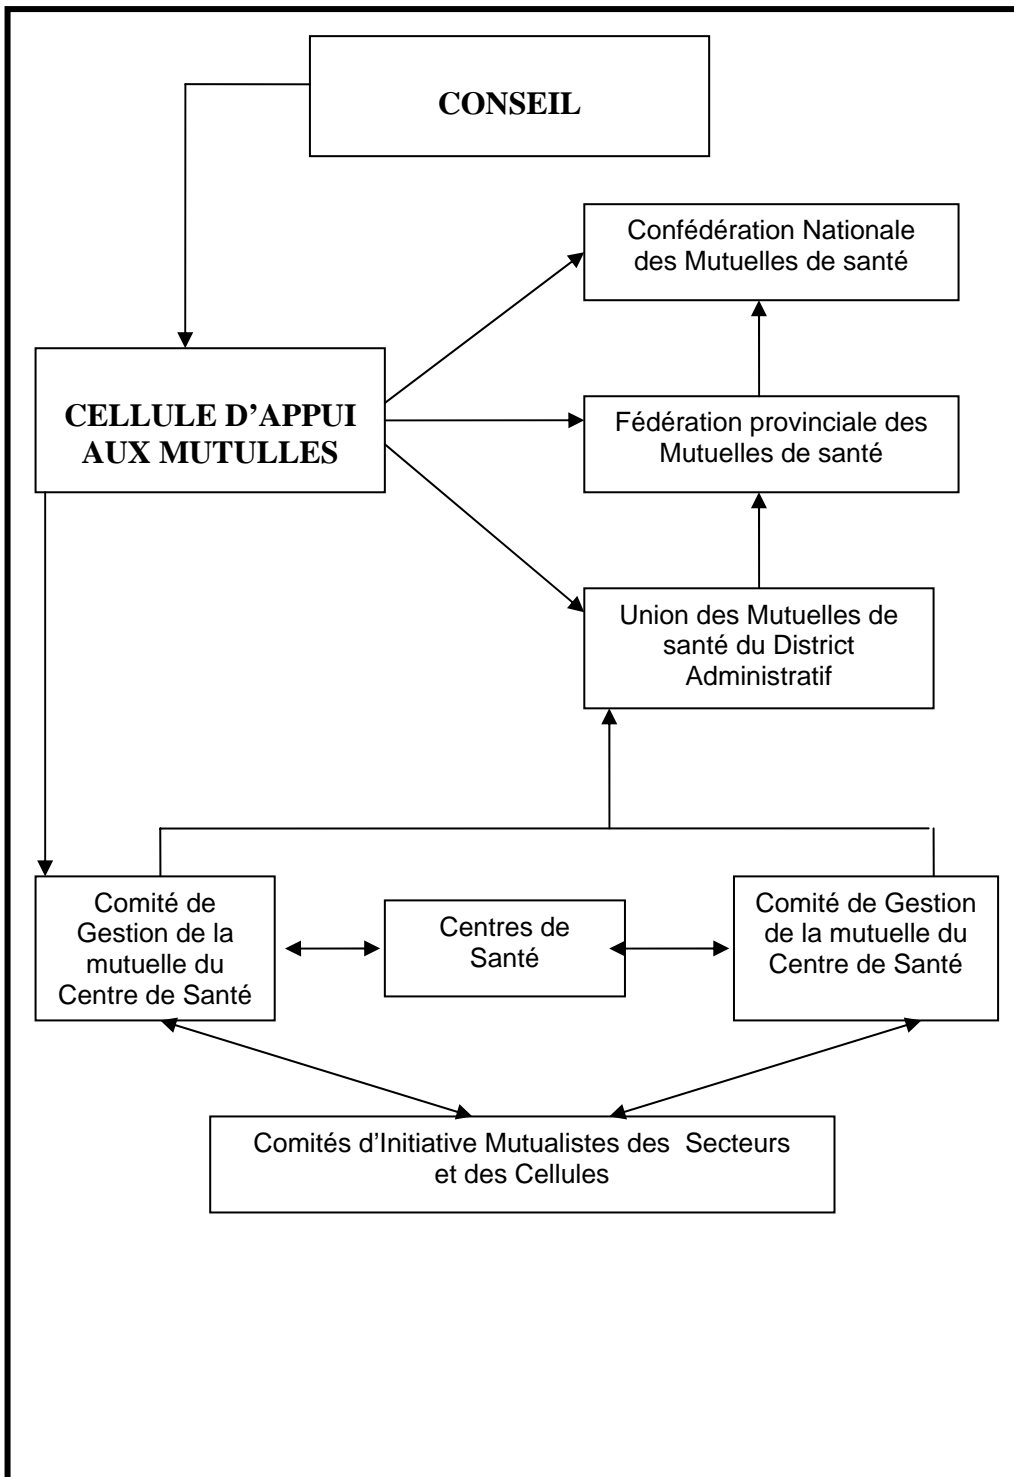 CONSEIL
Confédération Nationale
des Mutuelles de santé
CELLULE D’APPUI
AUX MUTULLES
Fédération provinciale des
Mutuelles de santé
Union des Mutuelles de
santé du District
Administratif
Comité de
Gestion de la
mutuelle du
Centre de Santé
Centres de
Santé
Comité de Gestion
de la mutuelle du
Centre de Santé
Comités d’Initiative Mutualistes des  Secteurs
et des Cellules